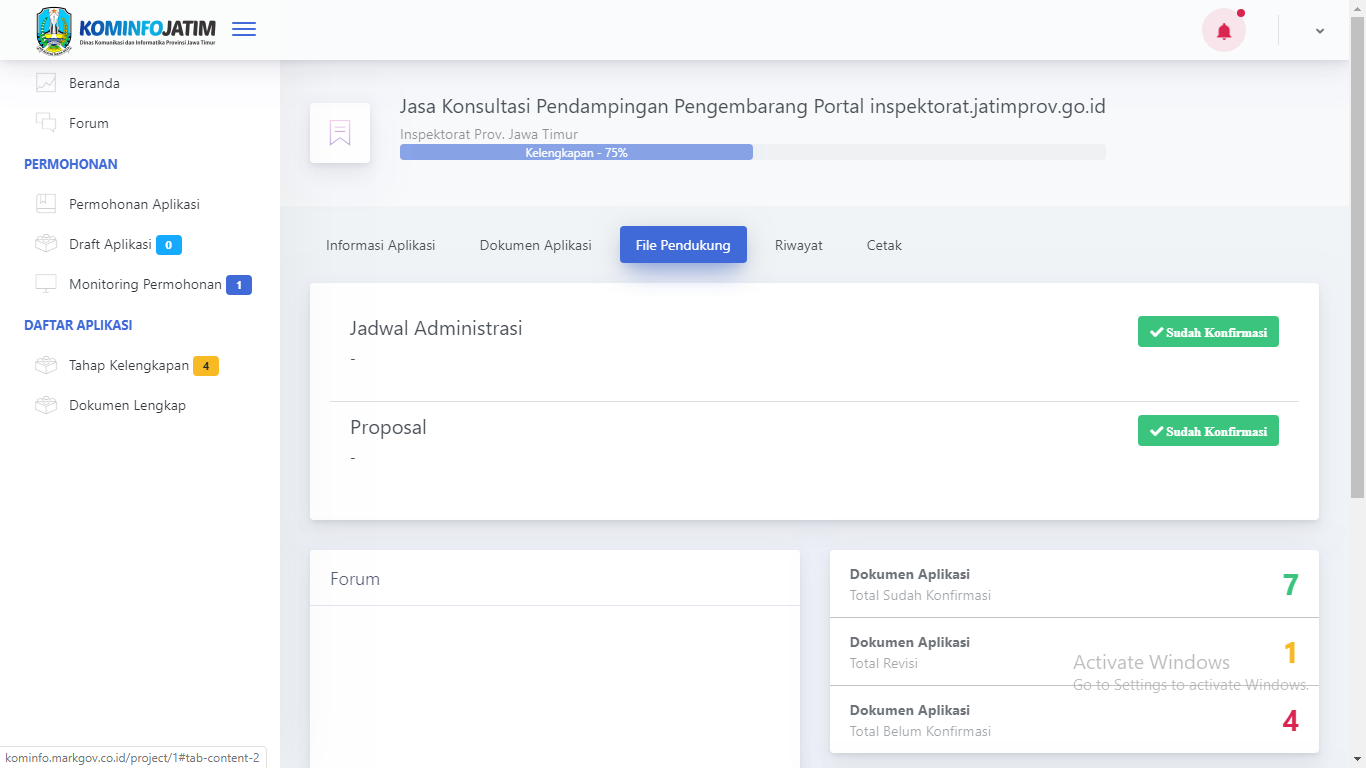 KOMINFOJATIM
Dinas Komunikasi dan Informatika Provinsi Jawa Timur
Beranda
Forum
PERMOHONAN
Permohonan Aplikasi
Draft Aplikasi 0
Monitoring Permohonan 1
DAFTAR APLIKASI
Tahap Kelengkapan 4
Dokumen Lengkap
Jasa Konsultasi Pendampingan Pengembarang Portal inspektorat.jatimprov.go.id
Inspektorat Prov. Jawa Timur
Kelengkapan - 75%
Informasi Aplikasi Dokumen Aplikasi File Pendukung Riwayat Cetak
Jadwal Administrasi Sudah Konfirmasi
-
Proposal Sudah Konfirmasi
-
Forum
Dokumen Aplikasi
Total Sudah Konfirmasi
7
Dokumen Aplikasi
Total Revisi
1
Dokumen Aplikasi
Total Belum Konfirmasi
4
Activate Windows
Go to Settings to activate Windows.
kominfo.markgov.co.id/project/1#tab-content-2